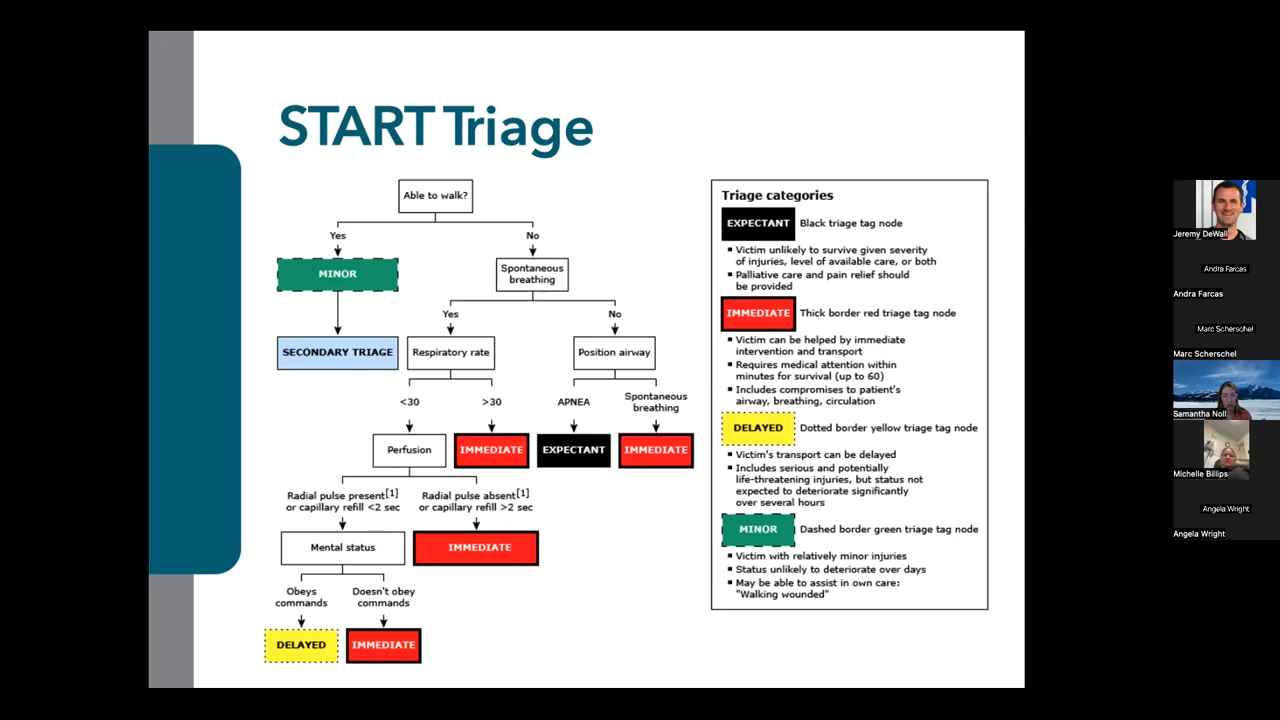 START Triage
Able to walk?
Yes
No
MINOR
Spontaneous
breathing
Yes
No
SECONDARY TRIAGE
Respiratory rate
Position airway
<30
>30
APNEA
Spontaneous
breathing
Perfusion
IMMEDIATE
EXPECTANT
IMMEDIATE
Radial pulse present[1]
or capillary refill <2 sec
Radial pulse absent[1]
or capillary refill >2 sec
Mental status
IMMEDIATE
Obeys
commands
Doesn't obey
commands
DELAYED
IMMEDIATE
Triage categories
EXPECTANT Black triage tag node
▪ Victim unlikely to survive given severity
of injuries, level of available care, or both
▪ Palliative care and pain relief should
be provided
IMMEDIATE Thick border red triage tag node
▪ Victim can be helped by immediate
intervention and transport
▪ Requires medical attention within
minutes for survival (up to 60)
▪ Includes compromises to patient's
airway, breathing, circulation
DELAYED Dotted border yellow triage tag node
▪ Victim's transport can be delayed
▪ Includes serious and potentially
life-threatening injuries, but status not
expected to deteriorate significantly
over several hours
MINOR Dashed border green triage tag node
▪ Victim with relatively minor injuries
▪ Status unlikely to deteriorate over days
▪ May be able to assist in own care:
"Walking wounded"
Jeremy DeWall
Andra Farcas
Andra Farcas
Marc Scherschel
Marc Scherschel
Samantha Noll
Michelle Billips
Angela Wright
Angela Wright